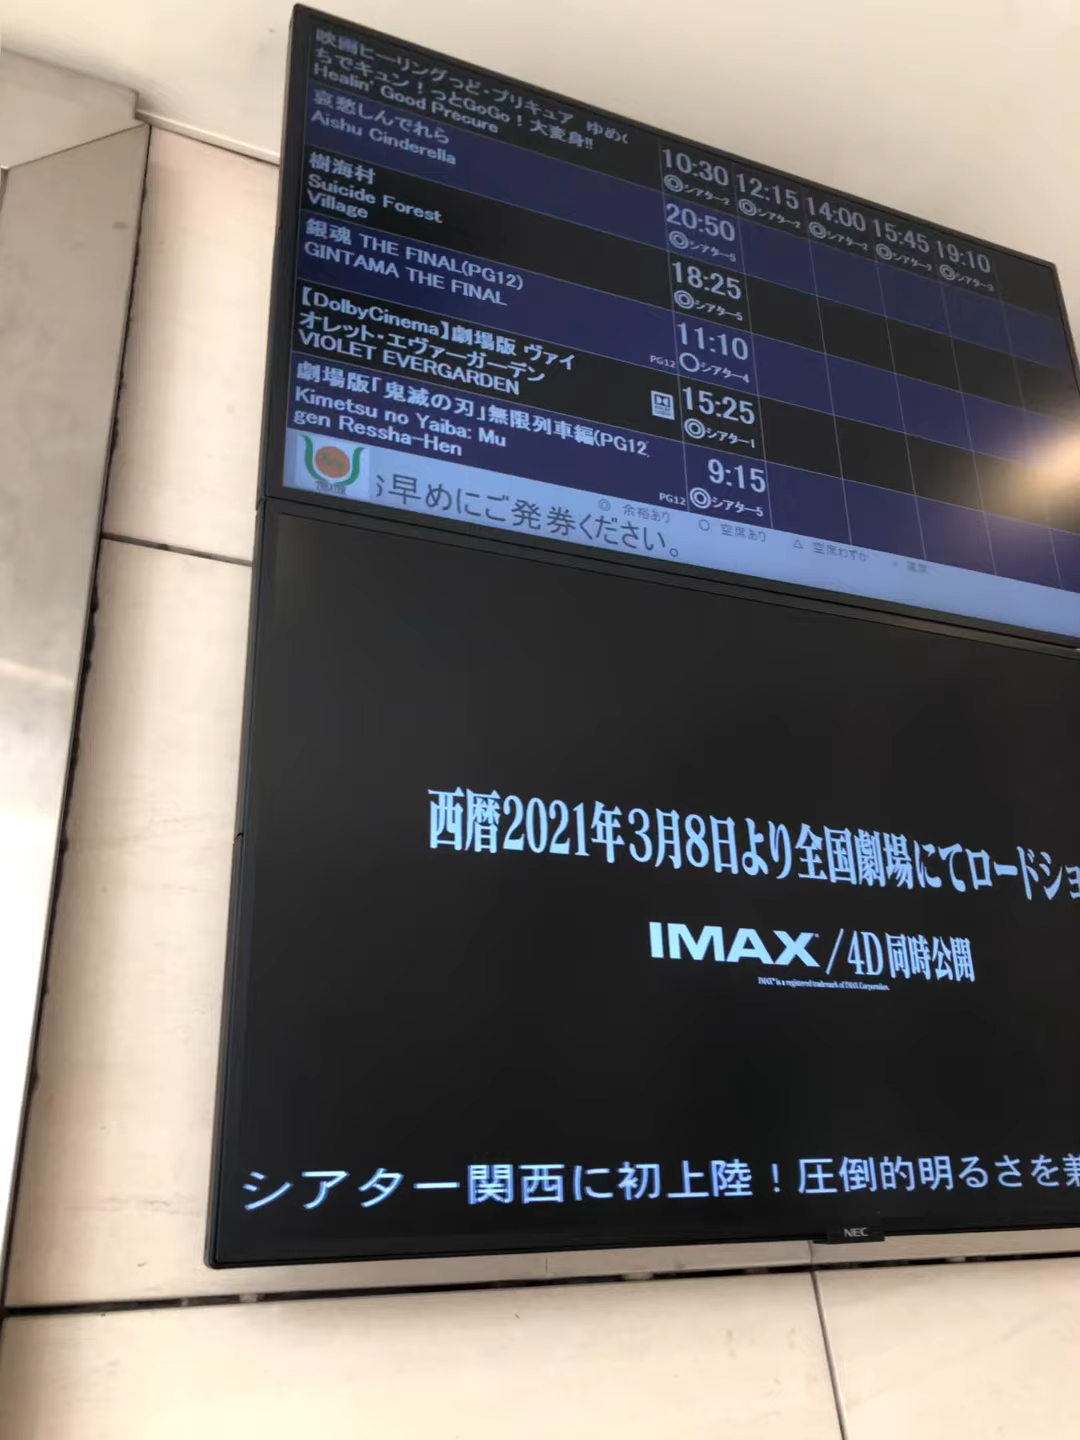 映画ヒーリングっど・プリキュア ゆめの
ちでキュン！っとGoGo！大変身!!
Healin' Good Precure
10:30 12:15 14:00 15:45 19:10
◎シアター2 ◎シアター2 ◎シアター2 ◎シアター2 ◎シアター
哀愁しんでれら
Aishu Cinderella
20:50
◎シアター5
樹海村
Suicide Forest
Village
18:25
◎シアター5
銀魂 THE FINAL(PG12)
GINTAMA THE FINAL
11:10
PG12 ○シアター4
【DolbyCinema】劇場版 ヴァイ
オレット・エヴァーガーデン
VIOLET EVERGARDEN
15:25
◎シアター1
劇場版「鬼滅の刃」無限列車編(PG12
Kimetsu no Yaiba: Mu
gen Ressha-Hen
9:15
PG12 ◎シアター5
お早めにご発券ください。
◎ 余裕あり ○ 空席あり △ 空席わずか × 満席
西暦2021年3月8日より全国劇場にてロードショ
IMAX / 4D同時公開
IMAX® is a registered trademark of IMAX Corporation.
シアター関西に初上陸！圧倒的明るさを兼
NEC